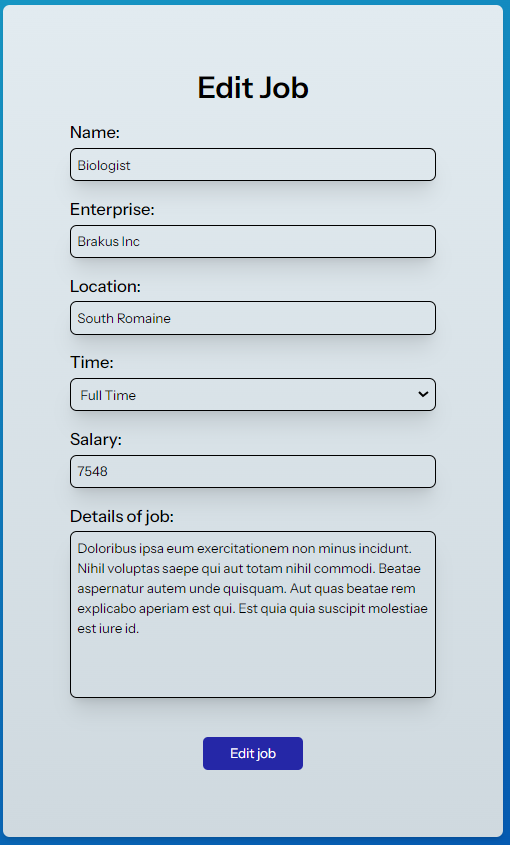 Edit Job
Name:
Biologist
Enterprise:
Brakus Inc
Location:
South Romaine
Time:
Full Time
Salary:
7548
Details of job:
Doloribus ipsa eum exercitationem non minus incidunt.
Nihil voluptas saepe qui aut totam nihil commodi. Beatae
aspernatur autem unde quisquam. Aut quas beatae rem
explicabo aperiam est qui. Est quia quia suscipit molestiae
est iure id.
Edit job